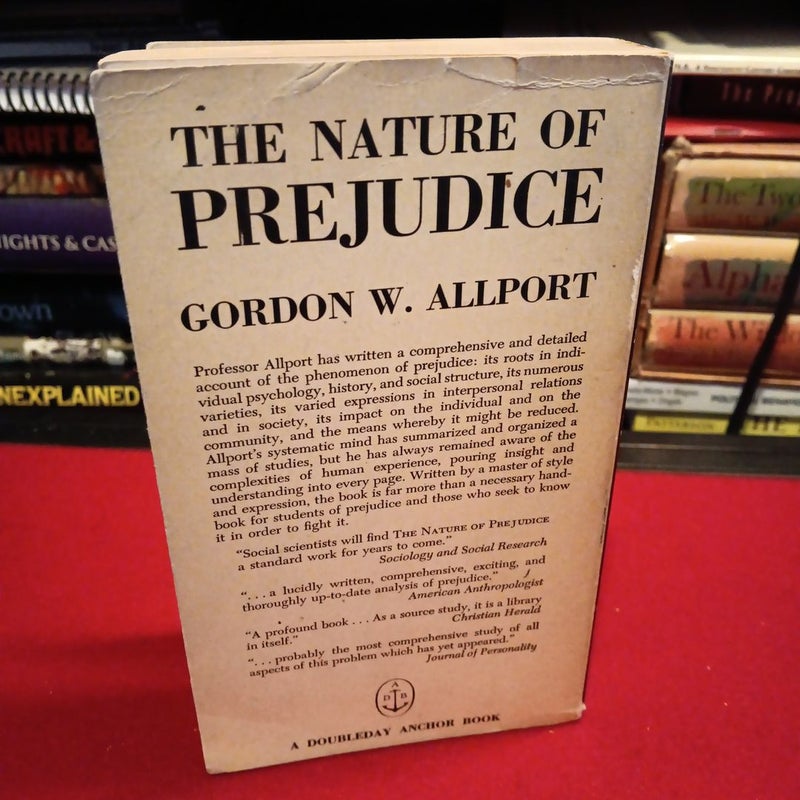 THE NATURE OF
PREJUDICE
GORDON W. ALLPORT
Professor Allport has written a comprehensive and detailed
account of the phenomenon of prejudice: its roots in indi-
vidual psychology, history, and social structure, its numerous
varieties, its varied expressions in interpersonal relations
and in society, its impact on the individual and on the
community, and the means whereby it might be reduced.
Allport's systematic mind has summarized and organized a
mass of studies, but he has always remained aware of the
complexities of human experience, pouring insight and
understanding into every page. Written by a master of style
and expression, the book is far more than a necessary hand-
book for students of prejudice and those who seek to know
it in order to fight it.
"Social scientists will find THE NATURE OF PREJUDICE
a standard work for years to come."
Sociology and Social Research
". . . a lucidly written, comprehensive, exciting, and
thoroughly up-to-date analysis of prejudice."
American Anthropologist
"A profound book . . . As a source study, it is a library
in itself."
Christian Herald
". . . probably the most comprehensive study of all
aspects of this problem which has yet appeared."
Journal of Personality
A
D B
A DOUBLEDAY ANCHOR BOOK
RAFT &
NIGHTS & CAS
own
NEXPLAINED
The Two
Alpha
The Wi
PATTERSON